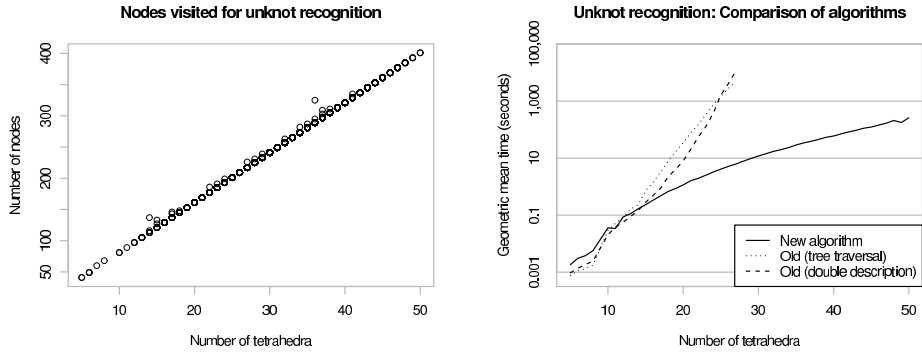 Nodes visited for unknot recognition
Number of nodes
400
300
200
100
50
10
20
30
40
50
Number of tetrahedra
Unknot recognition: Comparison of algorithms
Geometric mean time (seconds)
100,000
1,000
10
0.1
0.001
New algorithm
Old (tree traversal)
Old (double description)
10
20
30
40
50
Number of tetrahedra